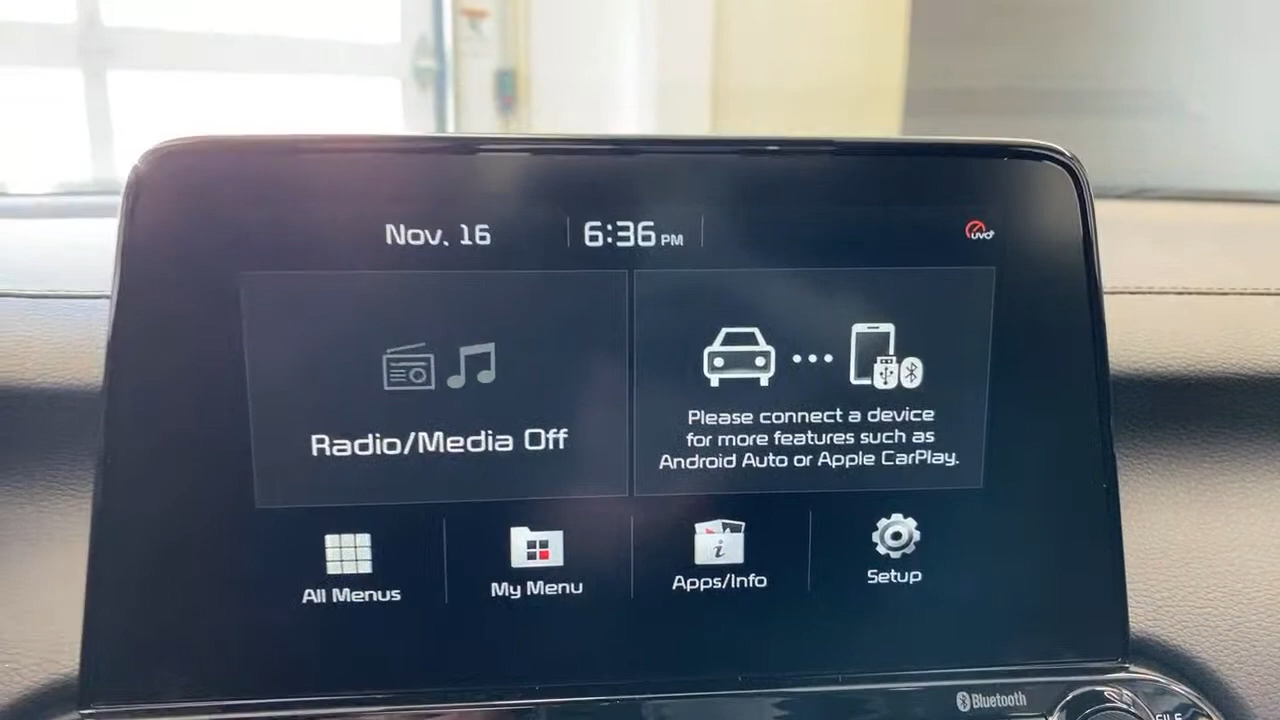 Nov. 16
6:36 PM
UVO
Radio/Media Off
Please connect a device
for more features such as
Android Auto or Apple CarPlay.
All Menus
My Menu
Apps/Info
Setup
Bluetooth
FILE